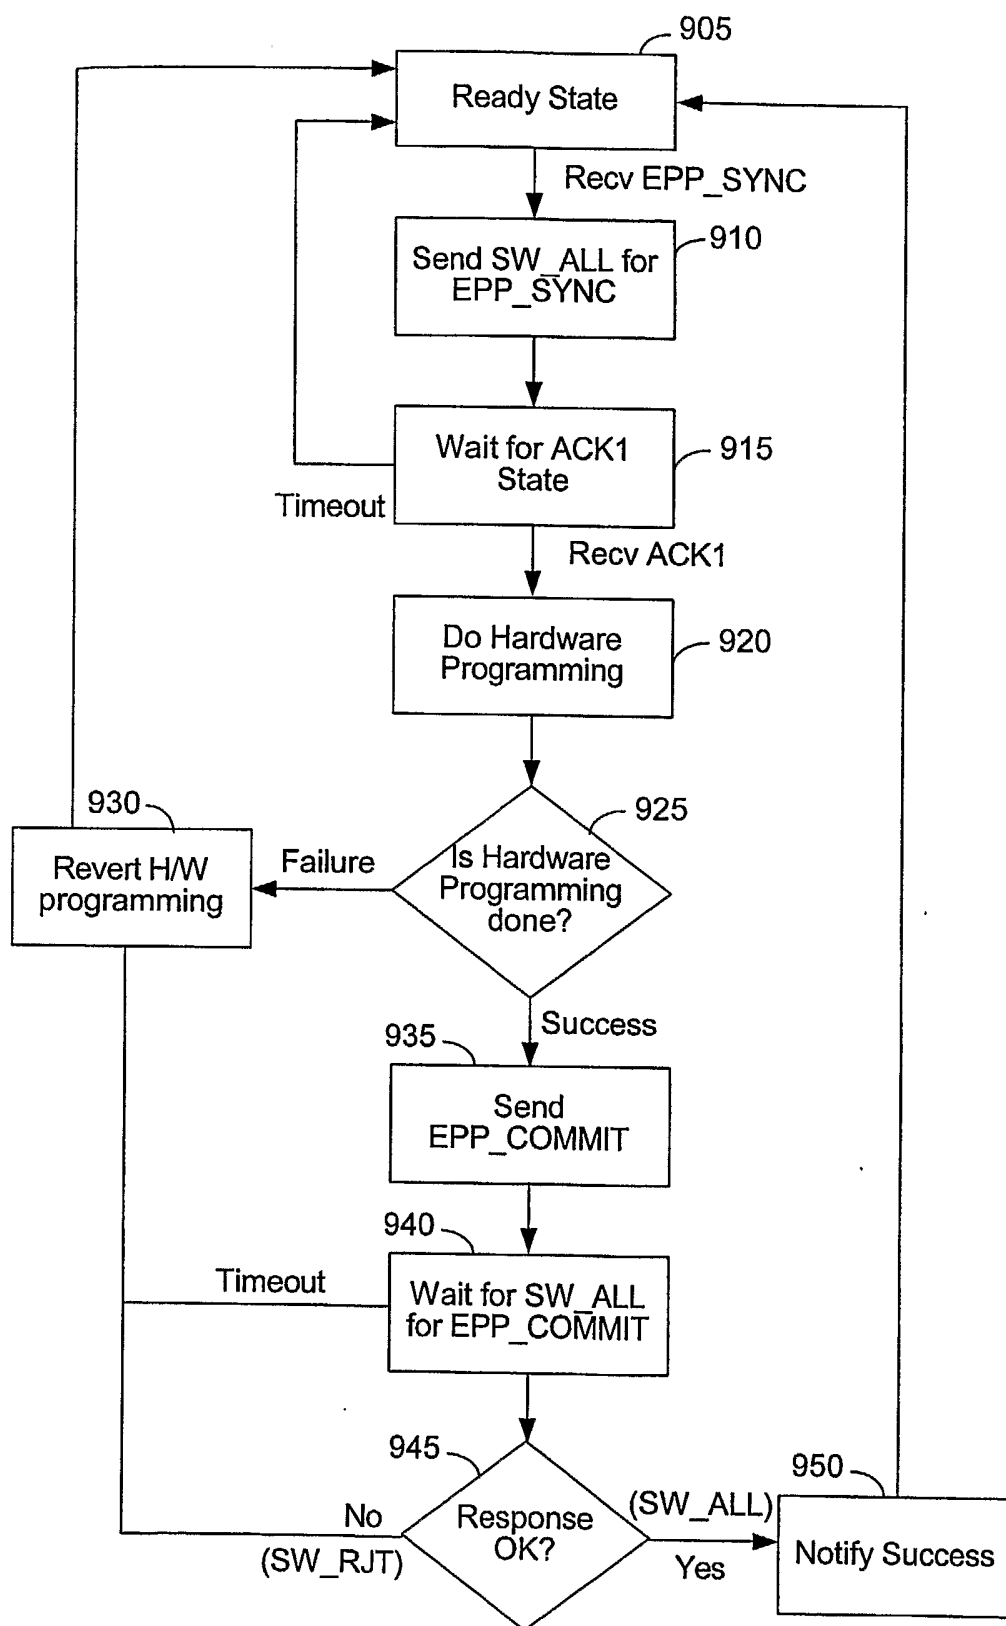 905
Ready State
Recv EPP_SYNC
910
Send SW_ALL for
EPP_SYNC
Wait for ACK1
State
915
Timeout
Recv ACK1
Do Hardware
Programming
920
930
925
Revert H/W
programming
Failure
Is Hardware
Programming
done?
Success
935
Send
EPP_COMMIT
940
Timeout
Wait for SW_ALL
for EPP_COMMIT
945
950
No
(SW_RJT)
Response
OK?
(SW_ALL)
Yes
Notify Success